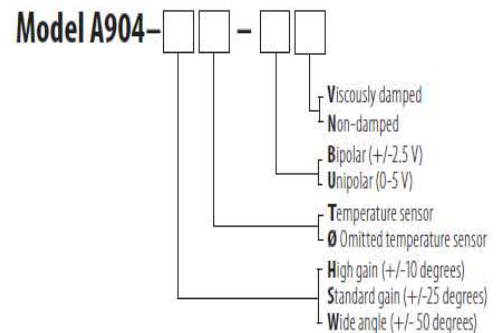 Model A904– –
Viscously damped
Non-damped
Bipolar (+/-2.5 V)
Unipolar (0-5 V)
Temperature sensor
Ø Omitted temperature sensor
High gain (+/-10 degrees)
Standard gain (+/-25 degrees)
Wide angle (+/- 50 degrees)